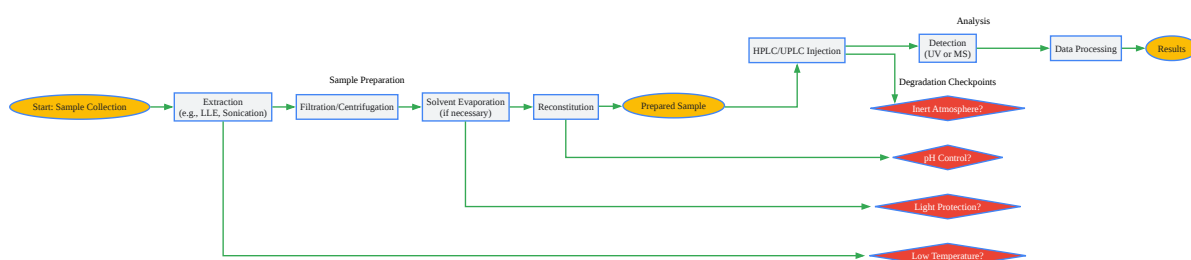 Analysis
HPLC/UPLC Injection
Detection
(UV or MS)
Data Processing
Results
Sample Preparation
Degradation Checkpoints
Start: Sample Collection
Extraction
(e.g., LLE, Sonication)
Filtration/Centrifugation
Solvent Evaporation
(if necessary)
Reconstitution
Prepared Sample
Inert Atmosphere?
pH Control?
Light Protection?
Low Temperature?